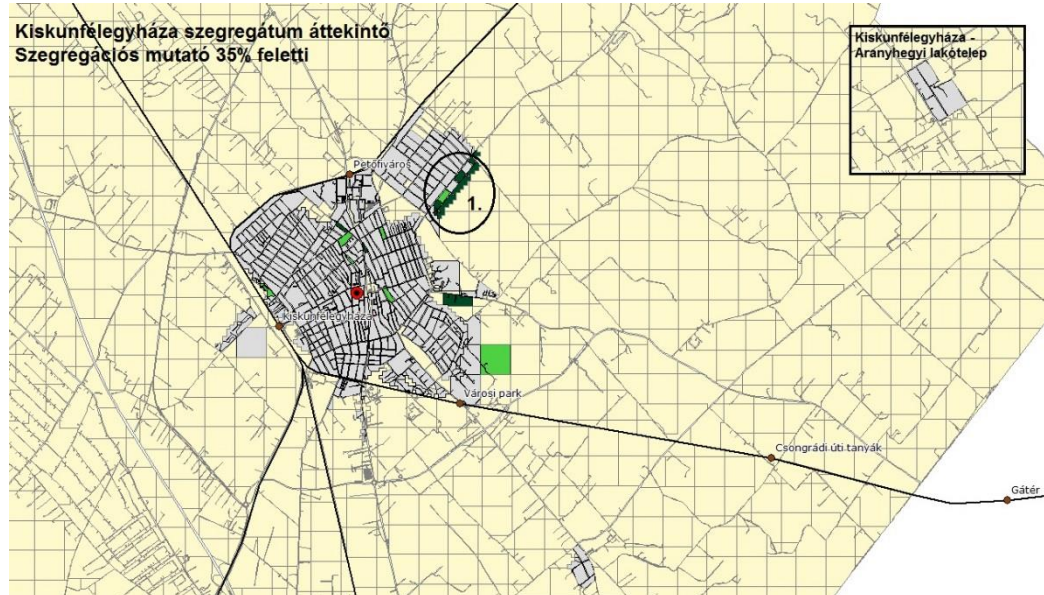 Kiskunfélegyháza szegregátum áttekintő
Szegregációs mutató 35% feletti
Kiskunfélegyháza -
Aranyhegyi lakótelep
Petőfiváros
1.
Kiskunfélegyháza
Városi park
Csongrádi úti tanyák
Gátér